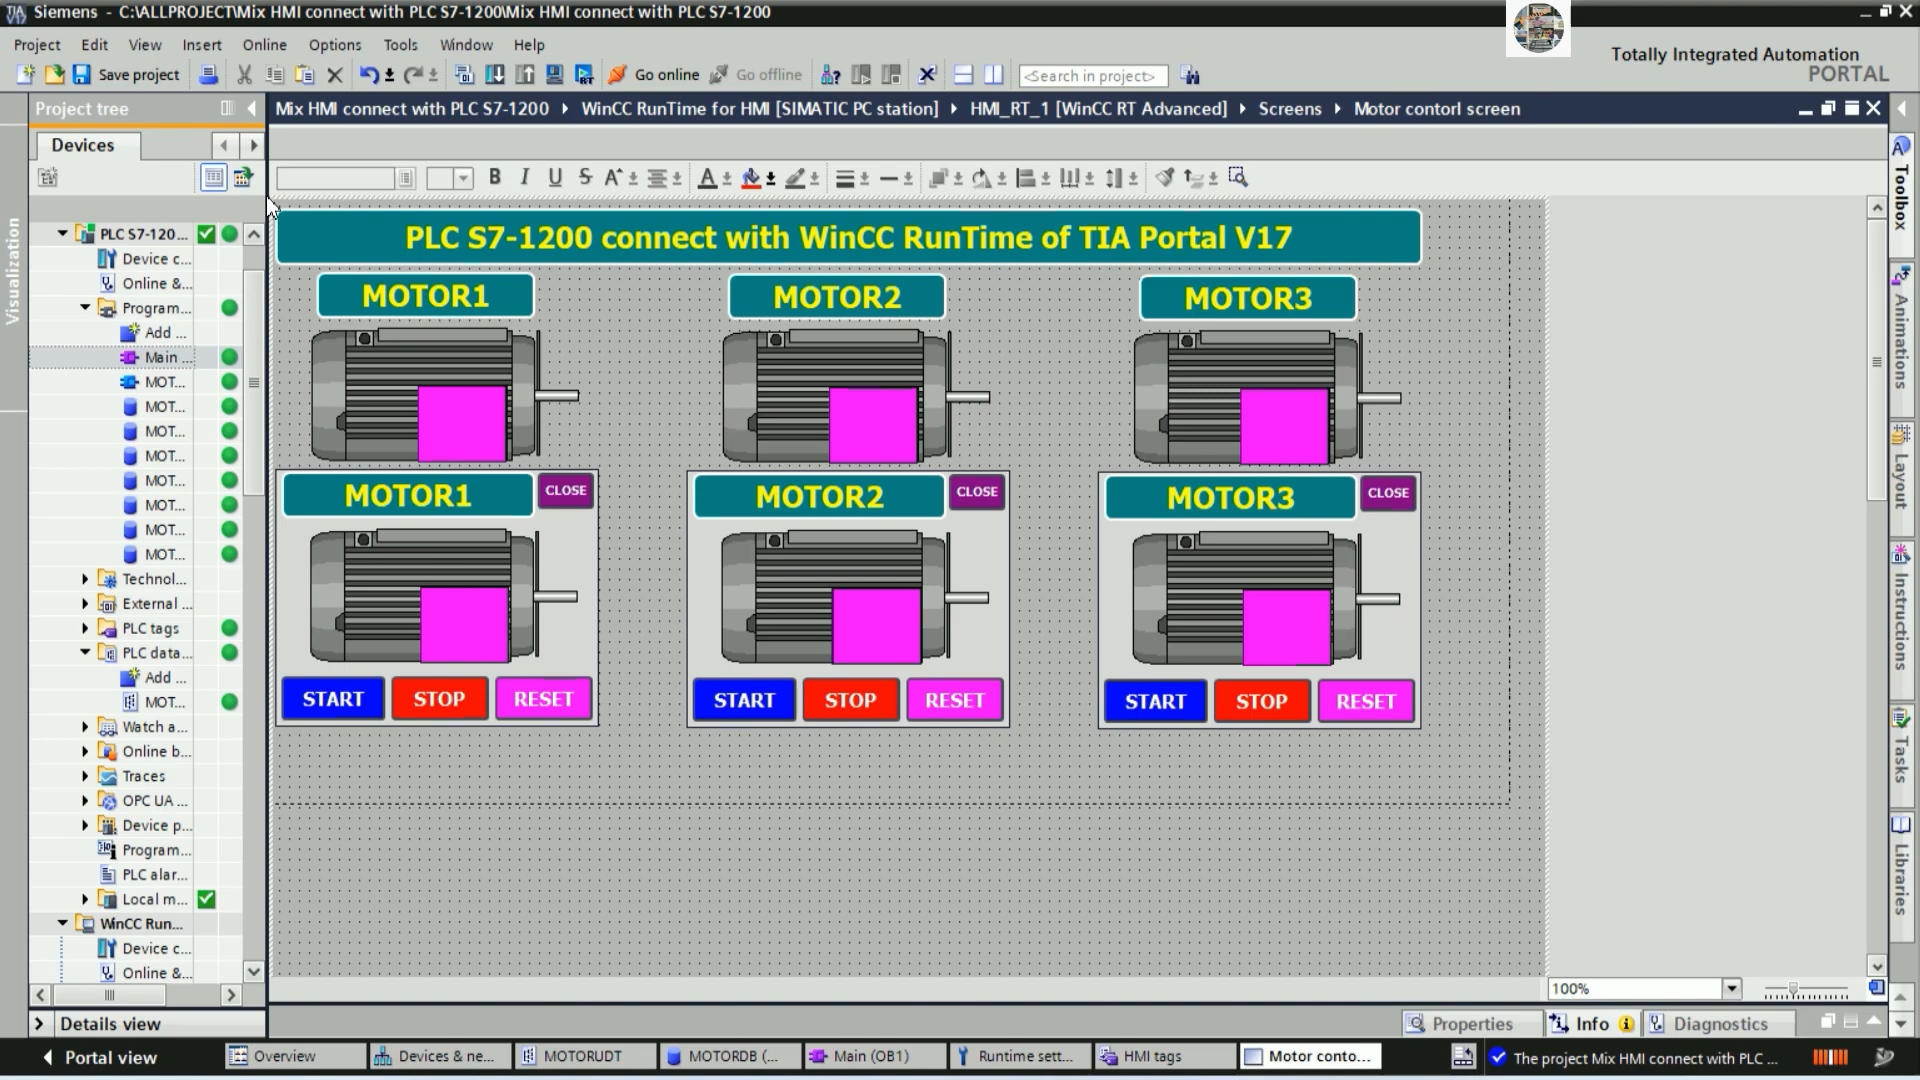 Siemens - C:\ALLPROJECT\Mix HMI connect with PLC S7-1200\Mix HMI connect with PLC S7-1200
Project Edit View Insert Online Options Tools Window Help
Totally Integrated Automation
PORTAL
Save project
Go online
Go offline
<Search in project>
Project tree
Mix HMI connect with PLC S7-1200 WinCC RunTime for HMI [SIMATIC PC station] HMI_RT_1 [WinCC RT Advanced] Screens Motor contorl screen
Devices
Visualization
PLC S7-120...
Device c...
Online &...
Program...
Add ...
Main ...
MOT...
MOT...
MOT...
MOT...
MOT...
MOT...
MOT...
MOT...
Technol...
External ...
PLC tags
PLC data...
Add ...
MOT...
Watch a...
Online b...
Traces
OPC UA ...
Device p...
Program...
PLC alar...
Local m...
WinCC Run...
Device c...
Online &...
Details view
PLC S7-1200 connect with WinCC RunTime of TIA Portal V17
MOTOR1 MOTOR2 MOTOR3
MOTOR1 CLOSE MOTOR2 CLOSE MOTOR3 CLOSE
START STOP RESET START STOP RESET START STOP RESET
Toolbox
Animations
Layout
Instructions
Tasks
Libraries
100%
Properties Info Diagnostics
Portal view Overview Devices & ne... MOTORUDT MOTORDB (... Main (OB1) Runtime sett... HMI tags Motor conto... The project Mix HMI connect with PLC ...